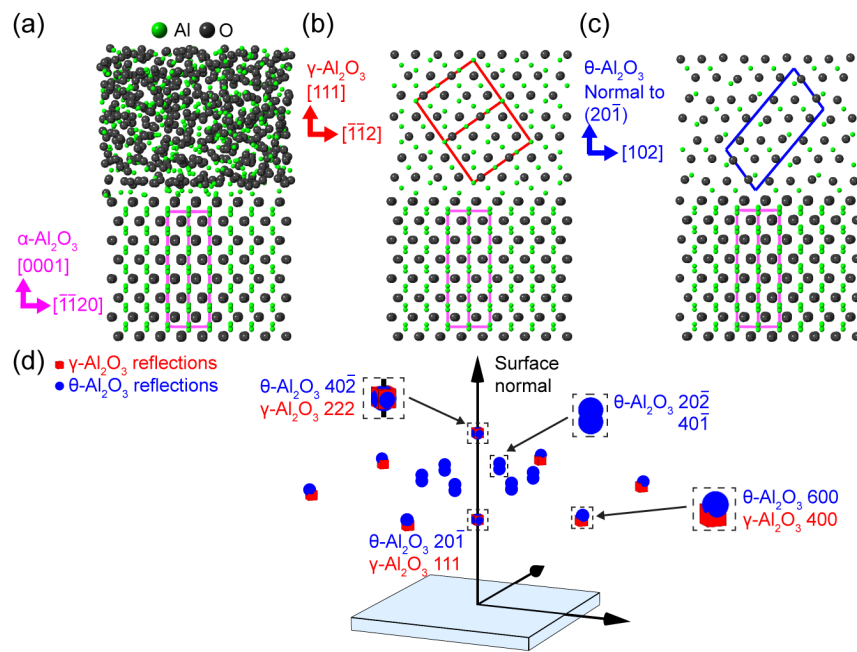 (a)
Al O
(b)
(c)
γ-Al₂O₃
[111]
[1̅1̅2]
θ-Al₂O₃
Normal to
(201̅)
[102]
α-Al₂O₃
[0001]
[1̅1̅20]
(d)
γ-Al₂O₃ reflections
θ-Al₂O₃ reflections
Surface
normal
θ-Al₂O₃ 402̅
γ-Al₂O₃ 222
θ-Al₂O₃ 202̅
401̅
θ-Al₂O₃ 600
γ-Al₂O₃ 400
θ-Al₂O₃ 201̅
γ-Al₂O₃ 111